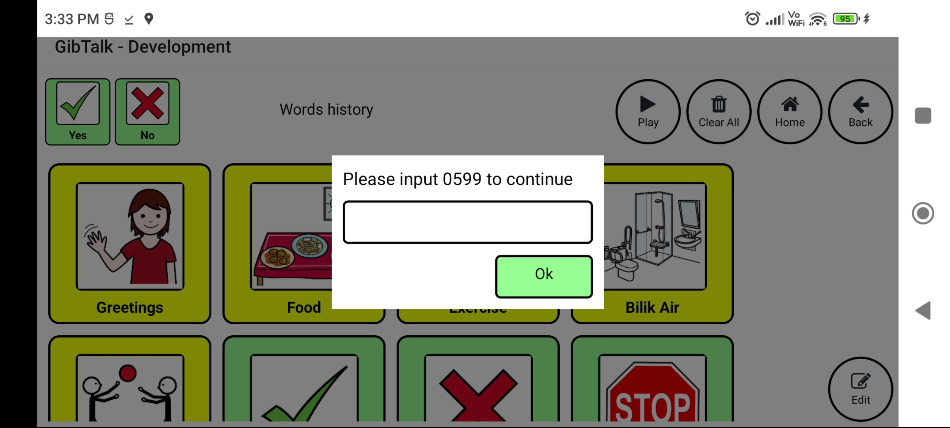 3:33 PM
Vo
WiFi
95
GibTalk - Development
Yes
No
Words history
Play
Clear All
Home
Back
Please input 0599 to continue
Ok
Greetings
Food
Exercise
Bilik Air
STOP
Edit